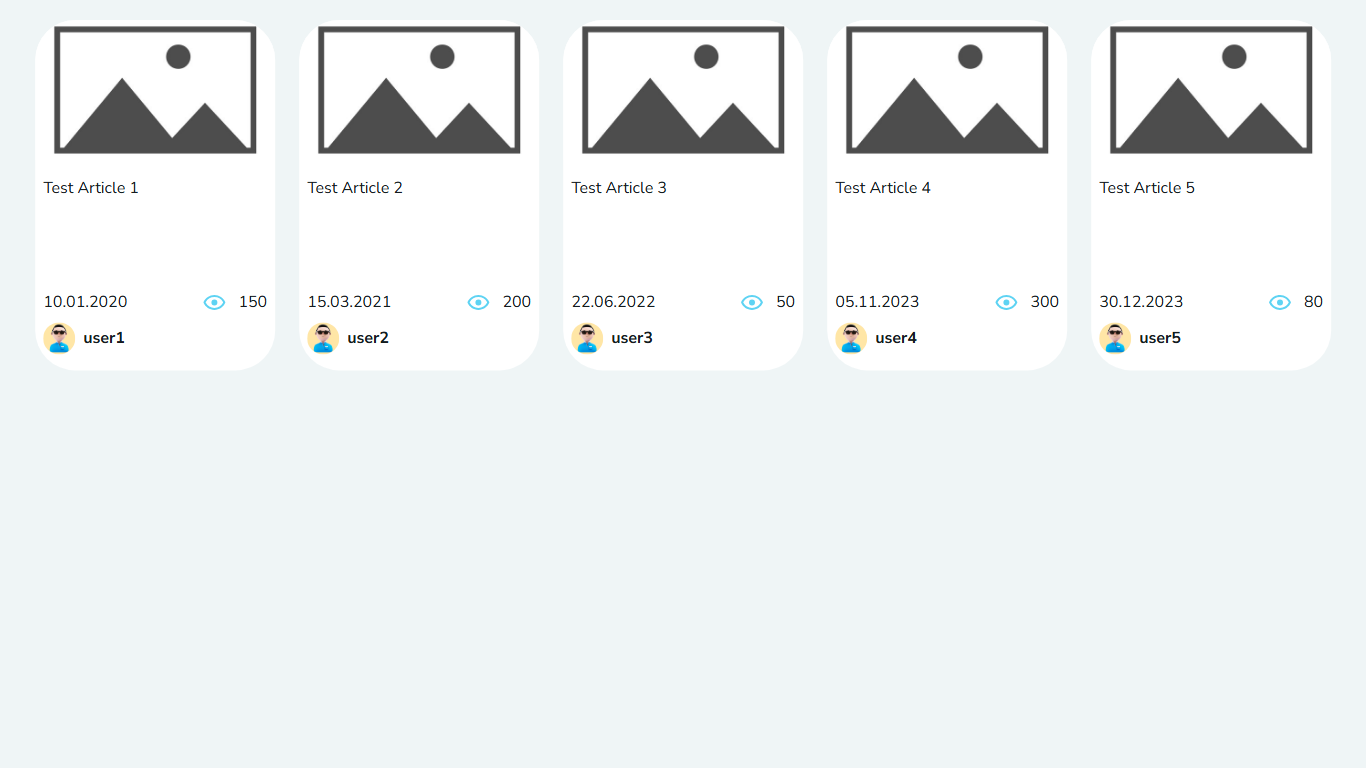 Test Article 1
10.01.2020 150
user1
Test Article 2
15.03.2021 200
user2
Test Article 3
22.06.2022 50
user3
Test Article 4
05.11.2023 300
user4
Test Article 5
30.12.2023 80
user5